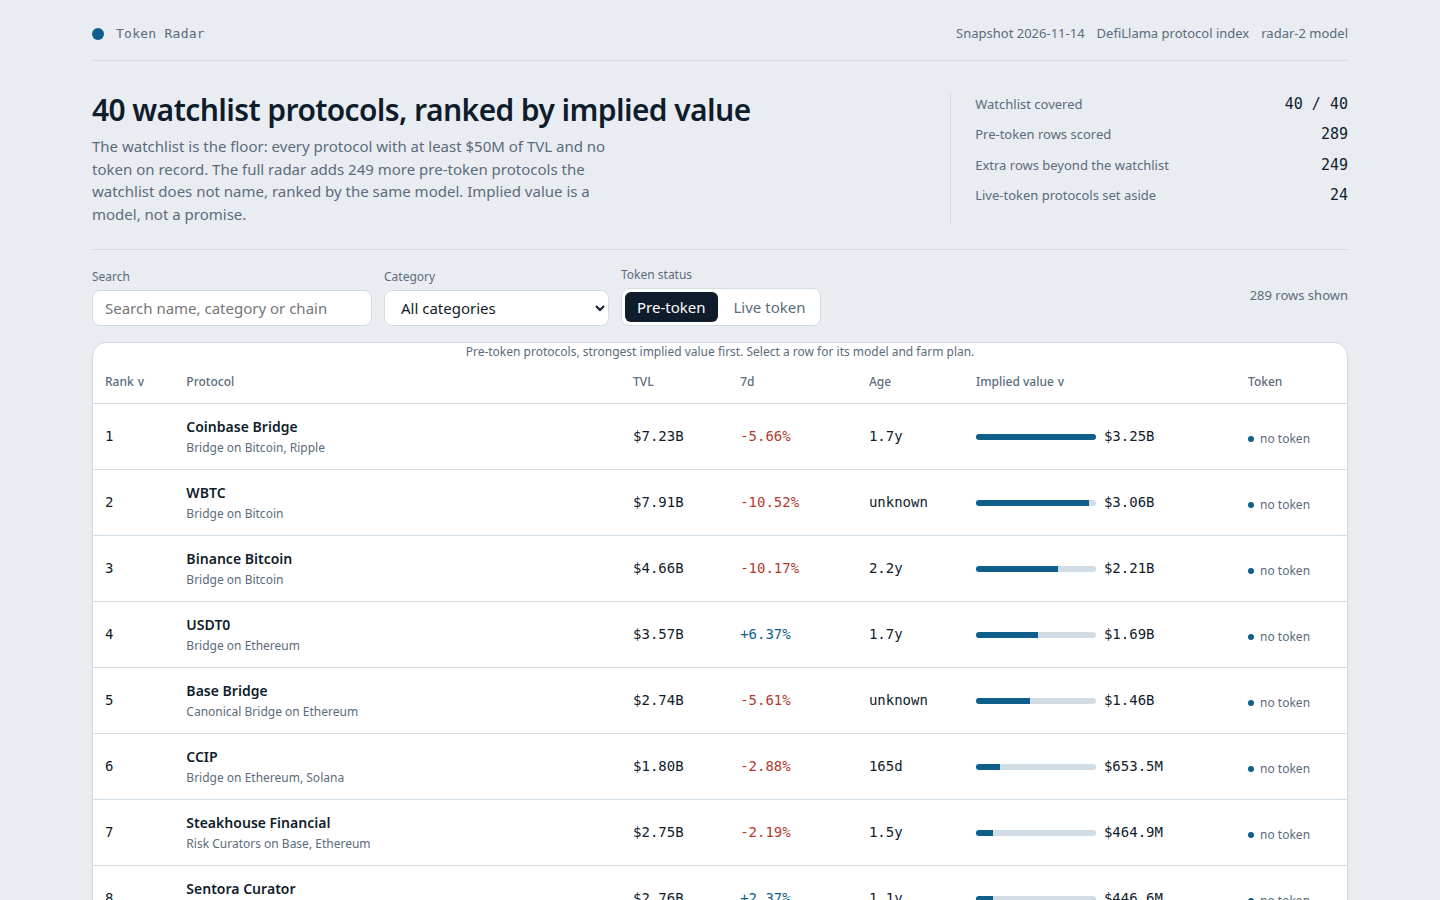 Token Radar
Snapshot 2026-11-14 DefiLlama protocol index radar-2 model
40 watchlist protocols, ranked by implied value
The watchlist is the floor: every protocol with at least $50M of TVL and no
token on record. The full radar adds 249 more pre-token protocols the
watchlist does not name, ranked by the same model. Implied value is a
model, not a promise.
Watchlist covered 40 / 40
Pre-token rows scored 289
Extra rows beyond the watchlist 249
Live-token protocols set aside 24
Search
Search name, category or chain
Category
All categories
Token status
Pre-token Live token
289 rows shown
Pre-token protocols, strongest implied value first. Select a row for its model and farm plan.
Rank v Protocol TVL 7d Age Implied value v Token
1 Coinbase Bridge $7.23B -5.66% 1.7y $3.25B no token
Bridge on Bitcoin, Ripple
2 WBTC $7.91B -10.52% unknown $3.06B no token
Bridge on Bitcoin
3 Binance Bitcoin $4.66B -10.17% 2.2y $2.21B no token
Bridge on Bitcoin
4 USDT0 $3.57B +6.37% 1.7y $1.69B no token
Bridge on Ethereum
5 Base Bridge $2.74B -5.61% unknown $1.46B no token
Canonical Bridge on Ethereum
6 CCIP $1.80B -2.88% 165d $653.5M no token
Bridge on Ethereum, Solana
7 Steakhouse Financial $2.75B -2.19% 1.5y $464.9M no token
Risk Curators on Base, Ethereum
8 Sentora Curator $2.76B +2.37% 1.1y $446.6M no token